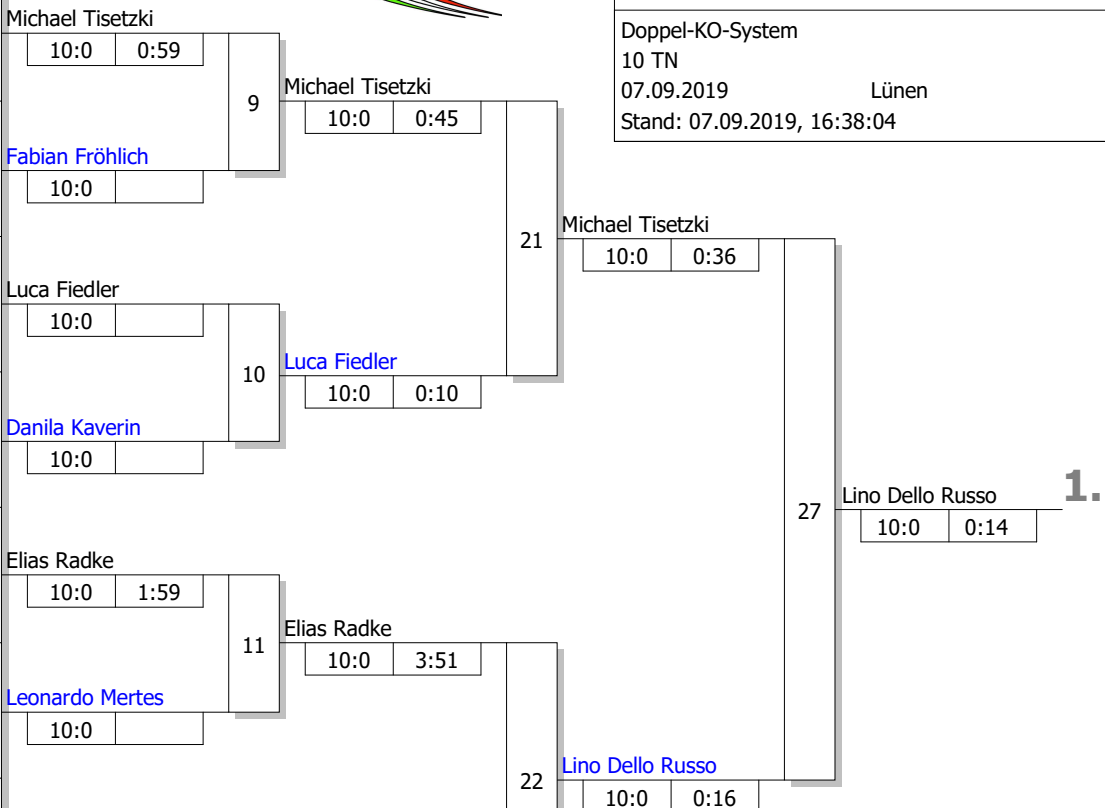 Michael Tisetzki
10:0 0:59
9
Fabian Fröhlich
10:0
Luca Fiedler
10:0
10
Danila Kaverin
10:0
Elias Radke
10:0 1:59
11
Leonardo Mertes
10:0
Michael Tisetzki
10:0 0:45
21
Luca Fiedler
10:0 0:10
Elias Radke
10:0 3:51
22
Michael Tisetzki
10:0 0:36
27
Lino Dello Russo
10:0 0:16
Lino Dello Russo
10:0 0:14
1.
Doppel-KO-System
10 TN
07.09.2019 Lünen
Stand: 07.09.2019, 16:38:04